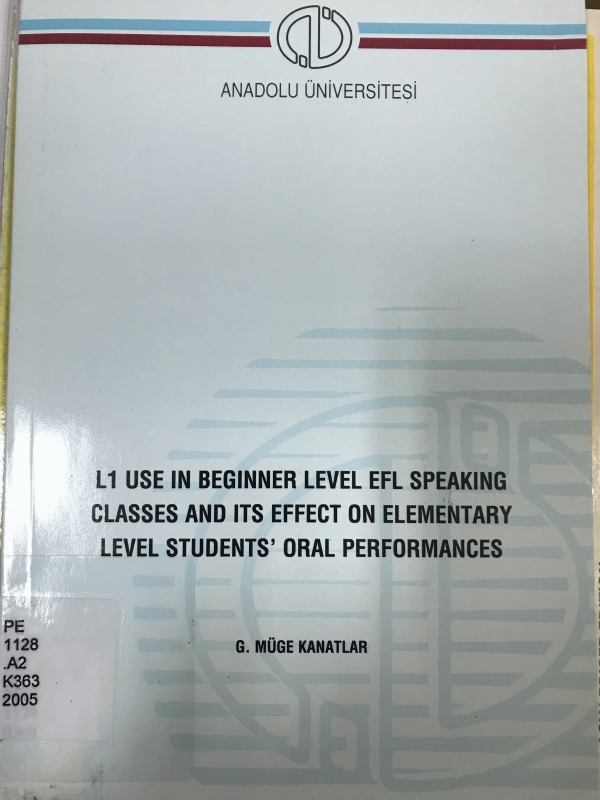 ANADOLU ÜNİVERSİTESİ
L1 USE IN BEGINNER LEVEL EFL SPEAKING
CLASSES AND ITS EFFECT ON ELEMENTARY
LEVEL STUDENTS' ORAL PERFORMANCES
G. MÜGE KANATLAR
PE
1128
.A2
K363
2005